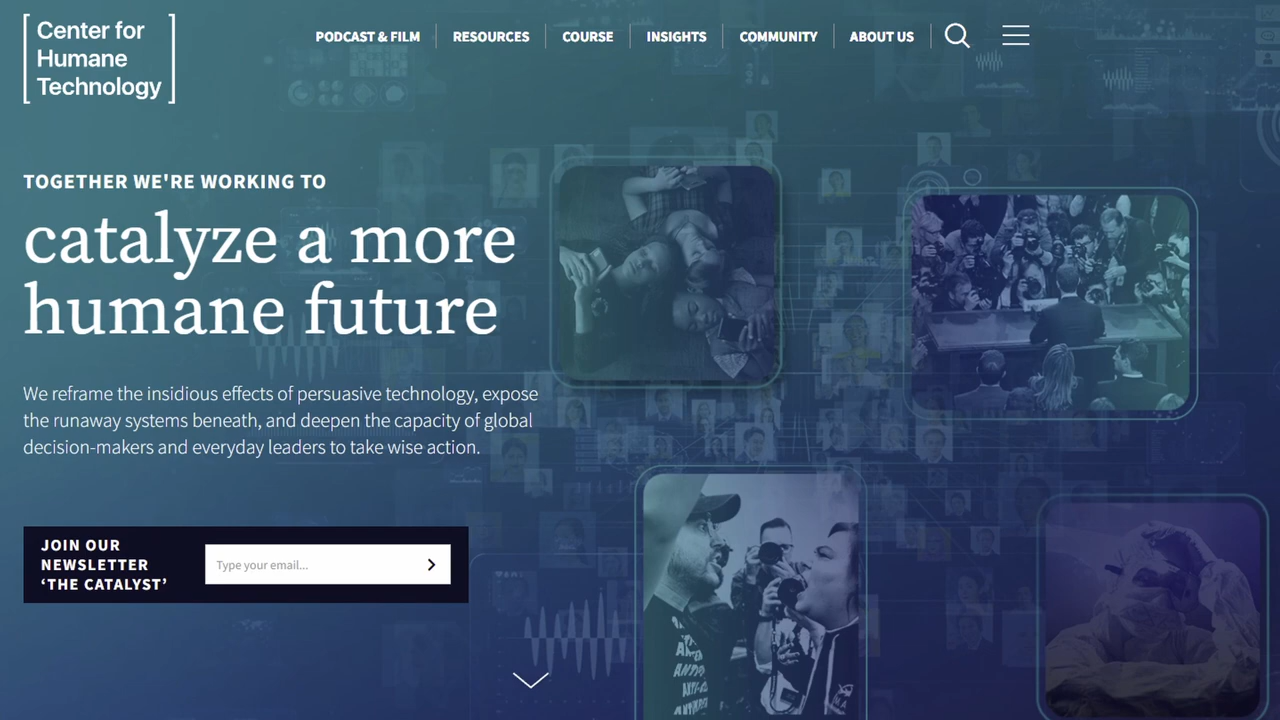 Center for
Humane
Technology
PODCAST & FILM
RESOURCES
COURSE
INSIGHTS
COMMUNITY
ABOUT US
TOGETHER WE'RE WORKING TO
catalyze a more
humane future
We reframe the insidious effects of persuasive technology, expose
the runaway systems beneath, and deepen the capacity of global
decision-makers and everyday leaders to take wise action.
JOIN OUR
NEWSLETTER
‘THE CATALYST’
Type your email...